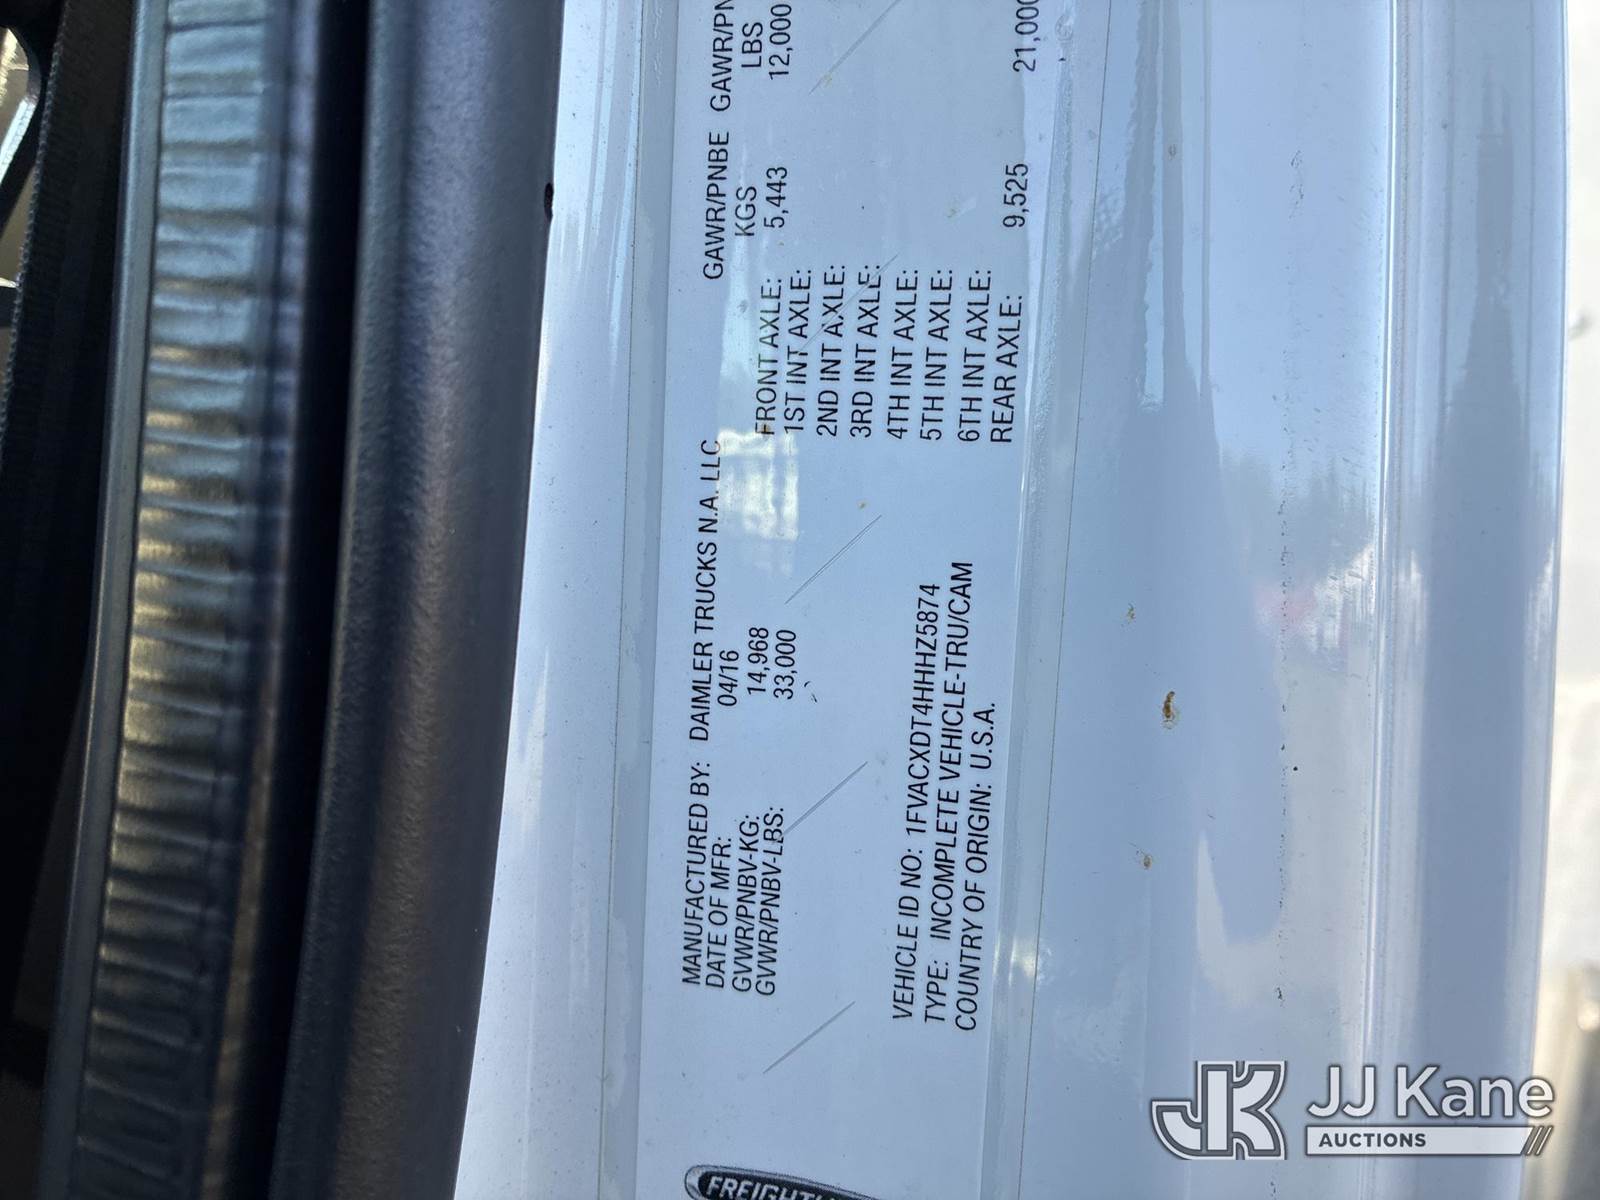 MANUFACTURED BY: DAIMLER TRUCKS N.A. LLC
DATE OF MFR: 04/16
GVWR/PNBV-KG: 14,968
GVWR/PNBV-LBS: 33,000
VEHICLE ID NO: 1FVACXDT4HHHZ5874
TYPE: INCOMPLETE VEHICLE-TRU/CAM
COUNTRY OF ORIGIN: U.S.A.
GAWR/PNBE GAWR/PN
KGS LBS
FRONT AXLE: 5,443 12,000
1ST INT AXLE:
2ND INT AXLE:
3RD INT AXLE:
4TH INT AXLE:
5TH INT AXLE:
6TH INT AXLE:
REAR AXLE: 9,525 21,000
JK JJ Kane
AUCTIONS